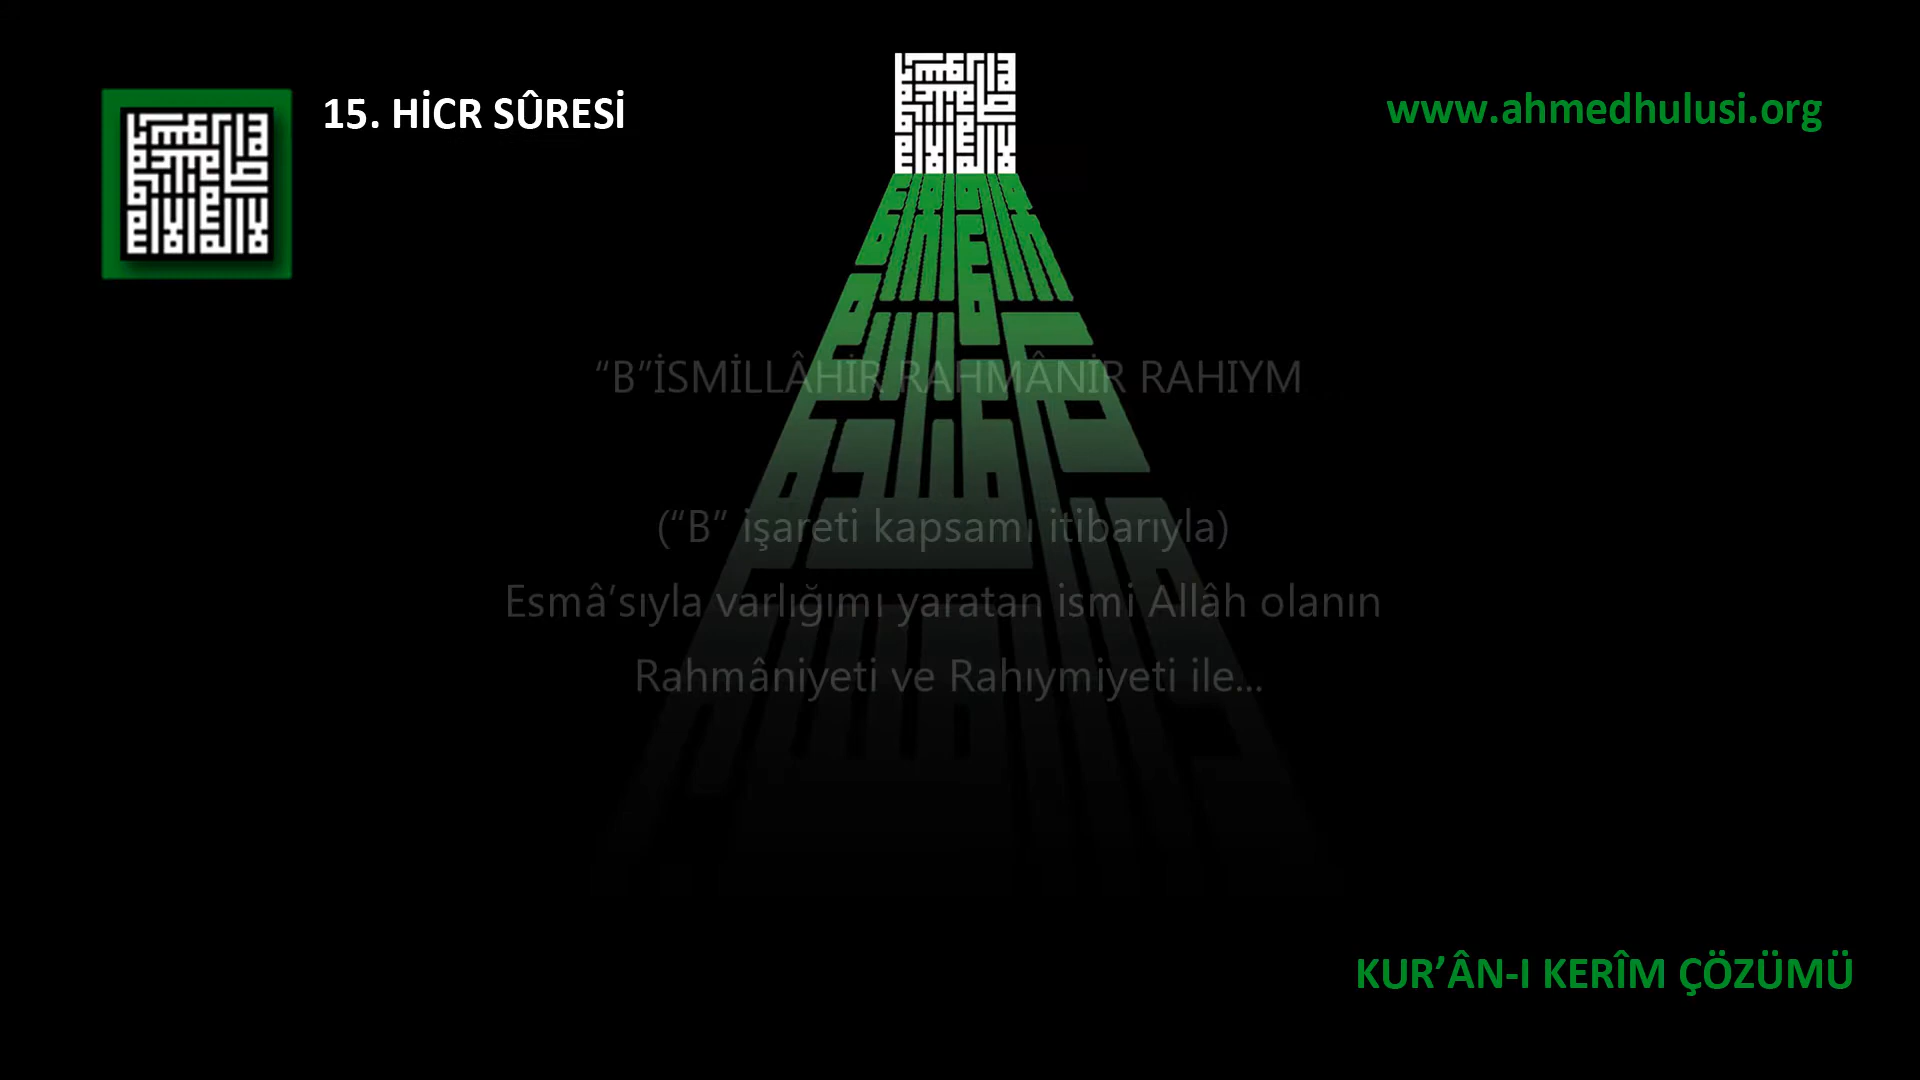 15. HİCR SÛRESİ
www.ahmedhulusi.org
“B”İSMİLLÂHİR RAHMÂNİR RAHIYM
(“B” işareti kapsamı itibarıyla)
Esmâ’sıyla varlığımı yaratan ismi Allâh olanın
Rahmâniyeti ve Rahıymiyeti ile...
KUR’ÂN-I KERÎM ÇÖZÜMÜ